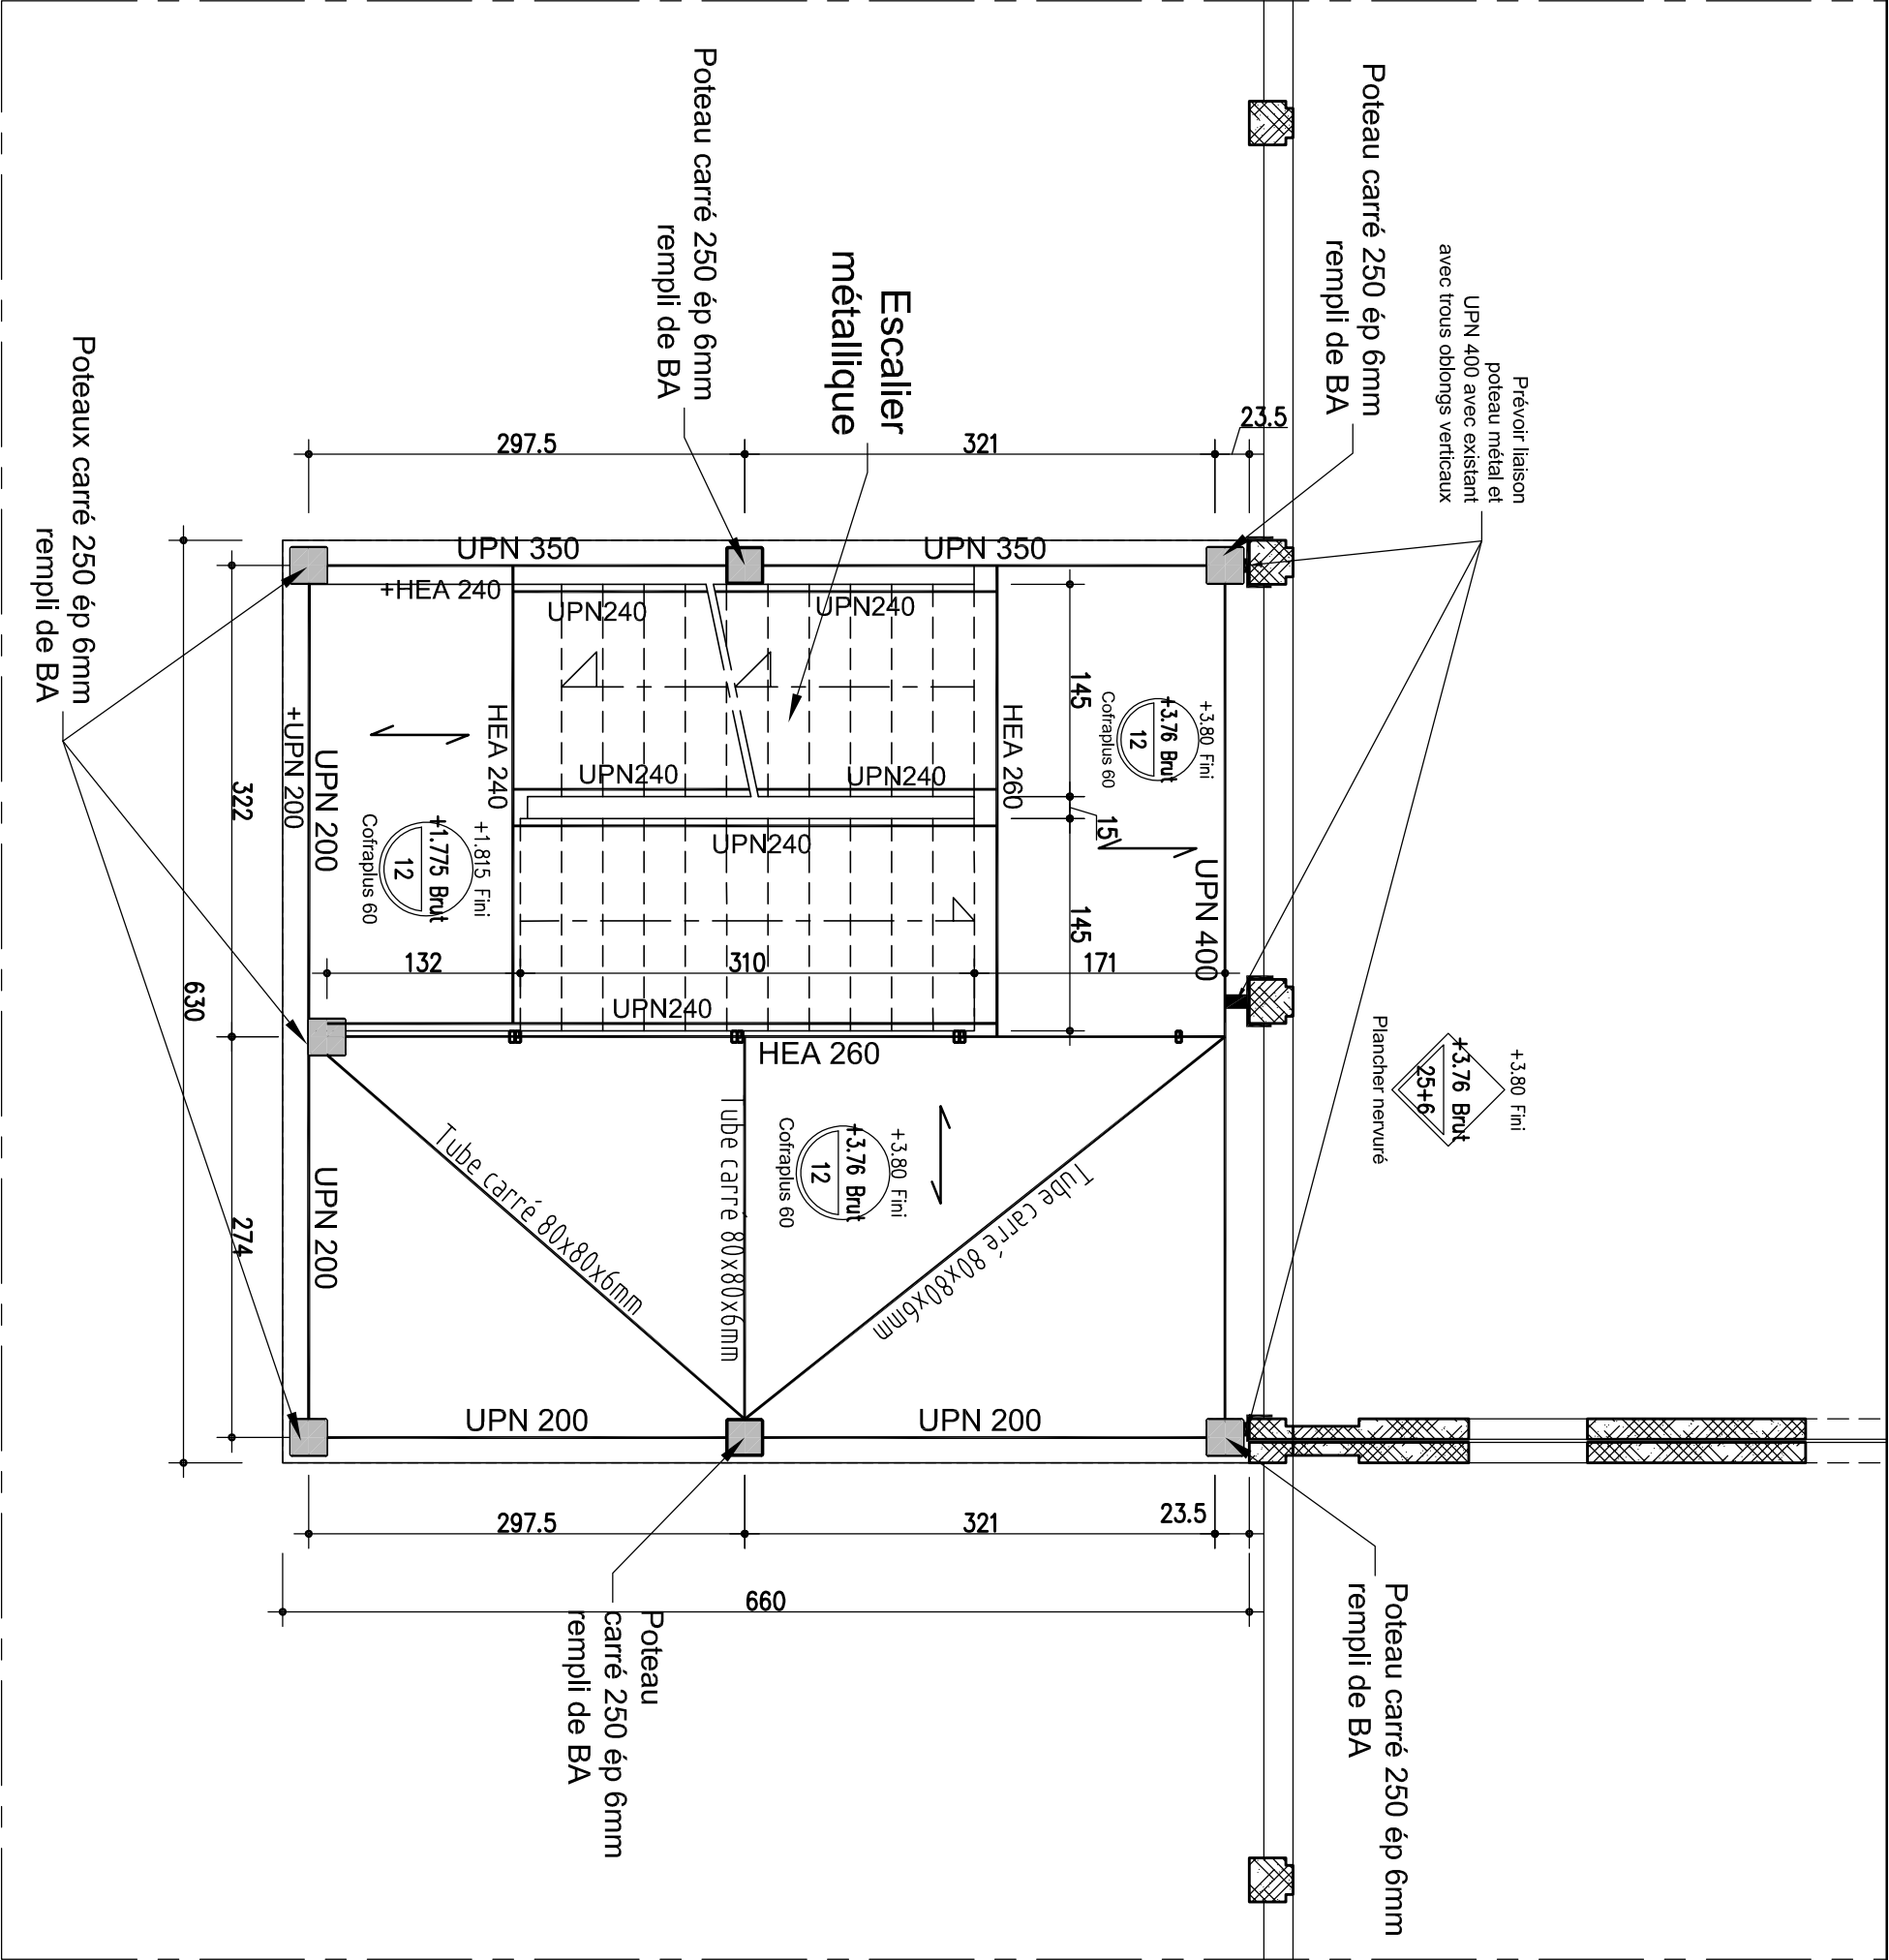 Prévoir liaison
poteau métal et
UPN 400 avec existant
avec trous oblongs verticaux
Poteau carré 250 ép 6mm
rempli de BA
Poteau carré 250 ép 6mm
rempli de BA
Escalier
métallique
Poteaux carré 250 ép 6mm
rempli de BA
Poteau carré 250 ép 6mm
rempli de BA
Poteau
carré 250 ép 6mm
rempli de BA
+3.80 Fini
+3.76 Brut
25+6
Plancher nervuré
+3.80 Fini
+3.76 Brut
12
Cofraplus 60
+3.80 Fini
+3.76 Brut
12
Cofraplus 60
+1.815 Fini
+1.775 Brut
12
Cofraplus 60
23.5
321
297.5
UPN 350
UPN 350
+HEA 240
UPN240
UPN240
UPN240
UPN240
UPN240
UPN240
HEA 240
HEA 260
HEA 260
UPN 400
UPN 200
+UPN 200
UPN 200
UPN 200
UPN 200
Tube carré 80x80x6mm
Tube carré 80x80x6mm
Tube carré 80x80x6mm
145
15
145
132
310
171
322
274
630
297.5
321
23.5
660